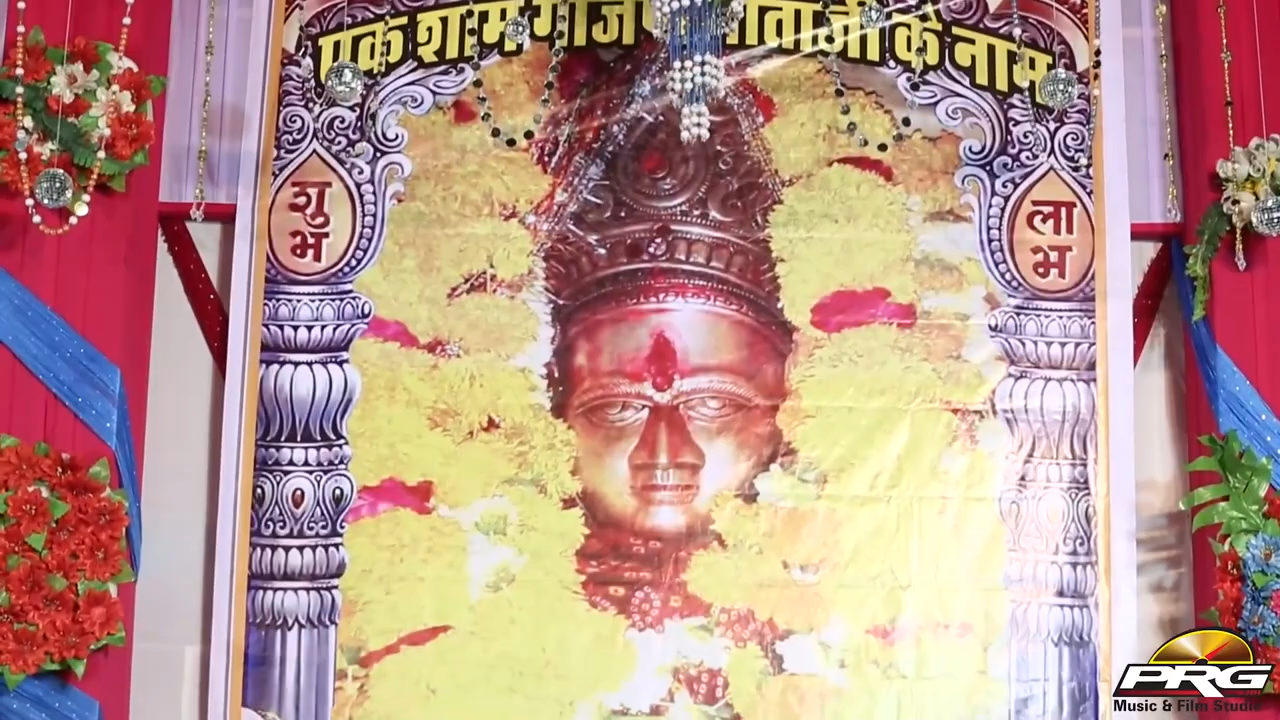 एक शाम के नाम
शु
भ
ला
भ
PRG
Music & Film Studio